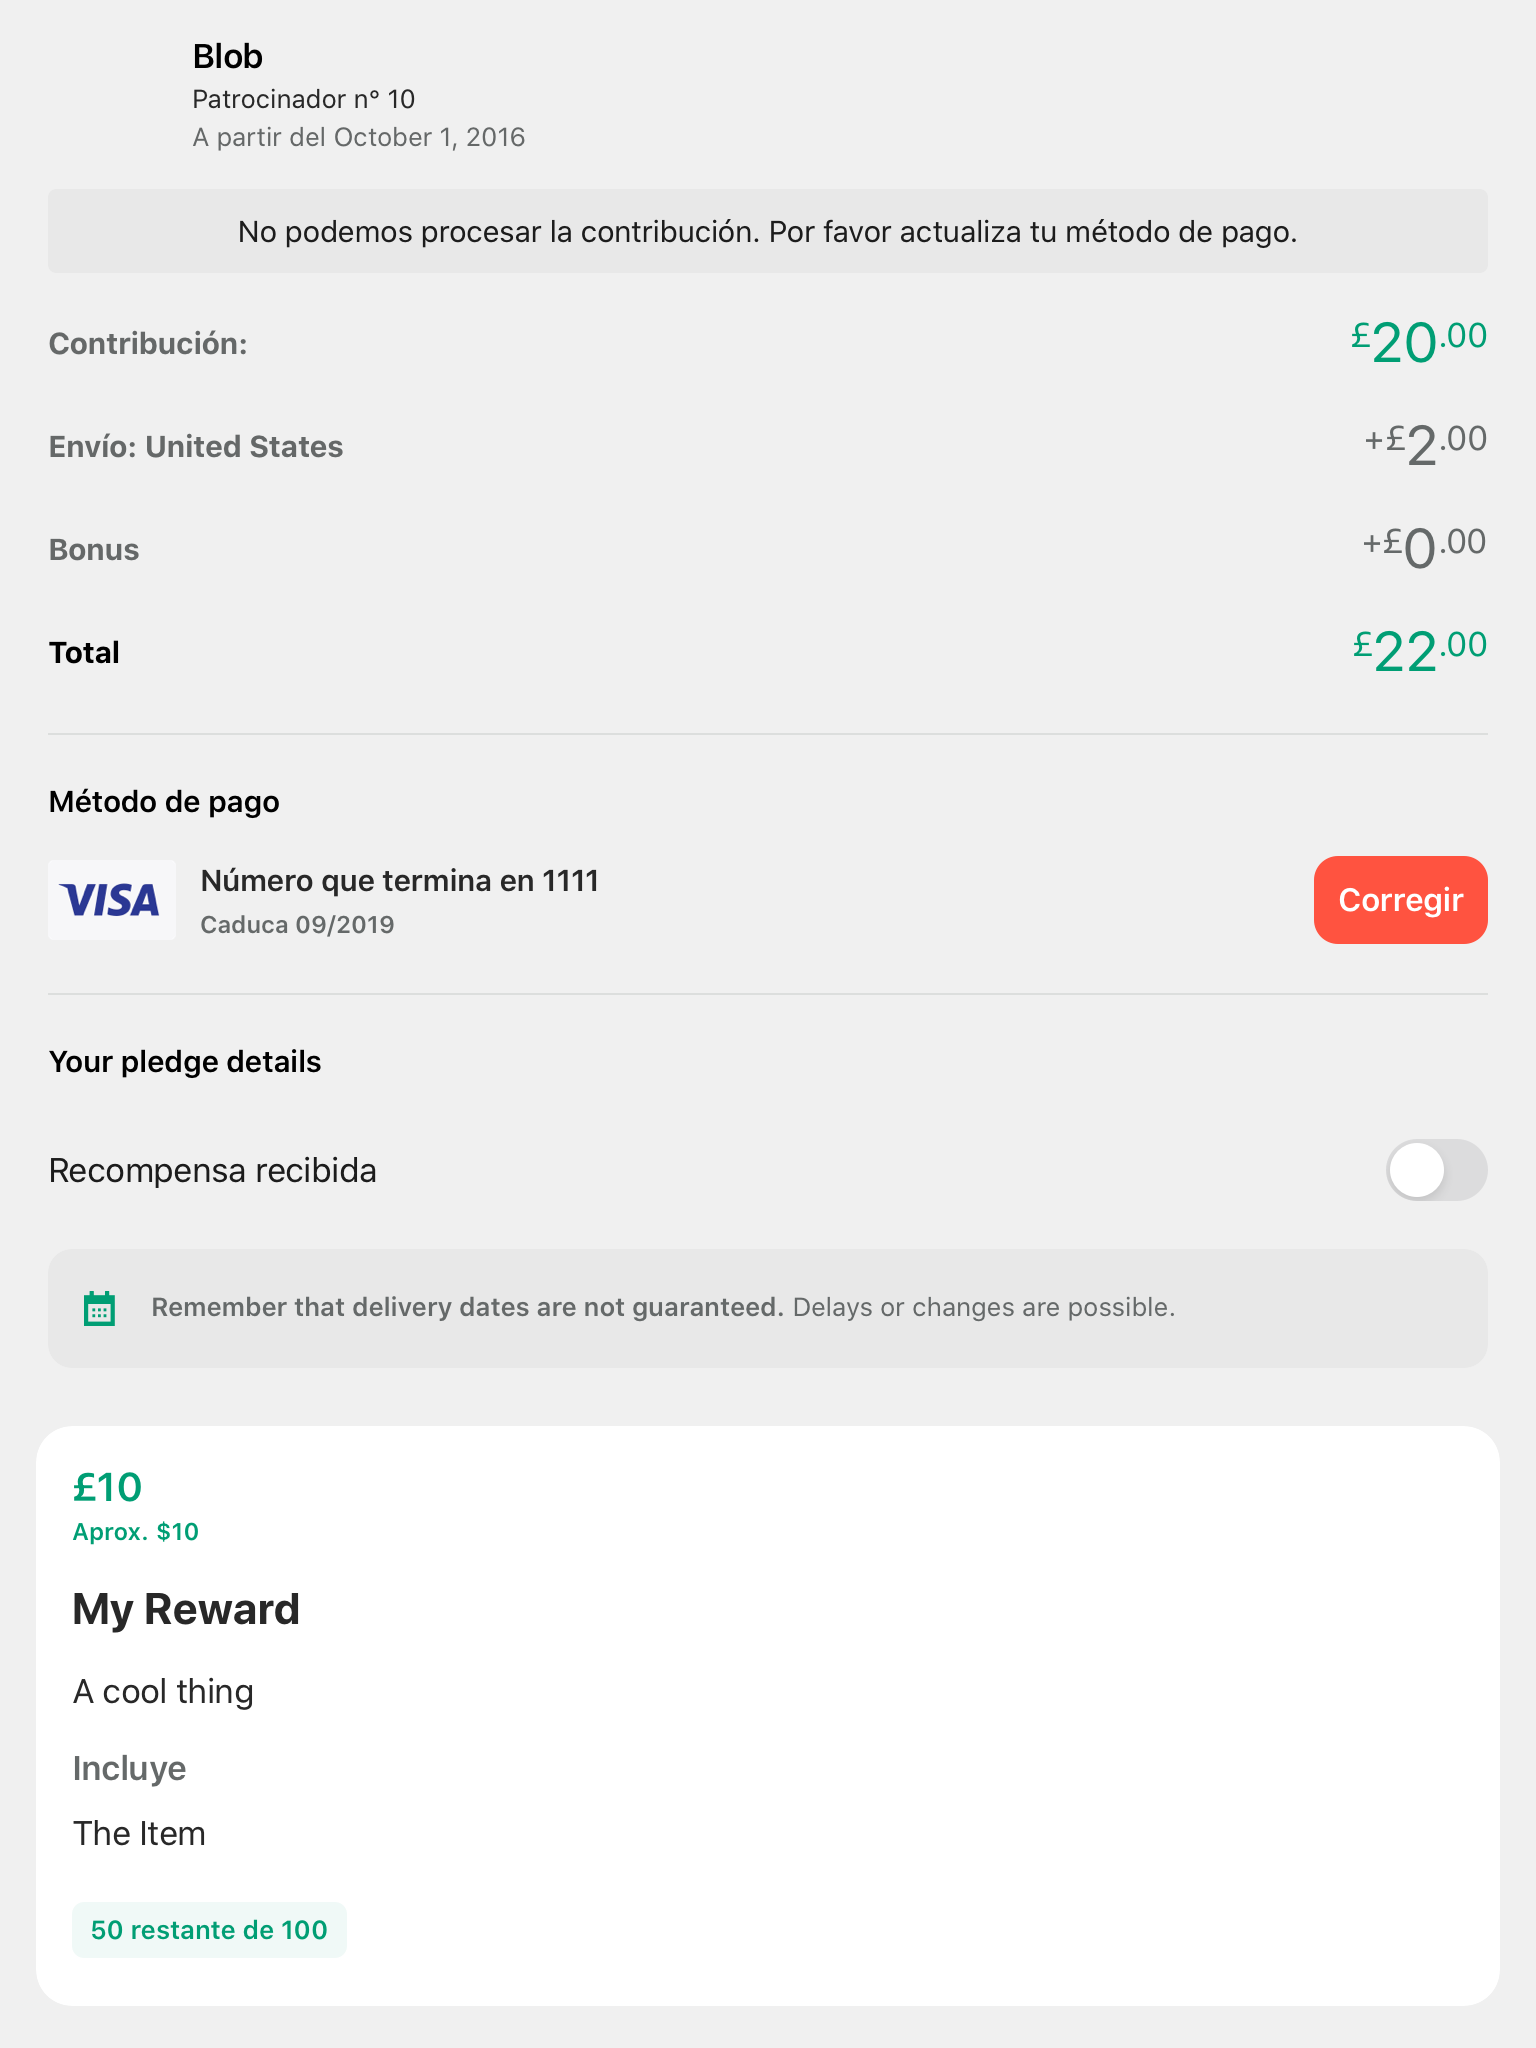 Blob
Patrocinador nº 10
A partir del October 1, 2016
No podemos procesar la contribución. Por favor actualiza tu método de pago.
Contribución: £20.00
Envío: United States +£2.00
Bonus +£0.00
Total £22.00
Método de pago
VISA
Número que termina en 1111
Caduca 09/2019
Corregir
Your pledge details
Recompensa recibida
Remember that delivery dates are not guaranteed. Delays or changes are possible.
£10
Aprox. $10
My Reward
A cool thing
Incluye
The Item
50 restante de 100